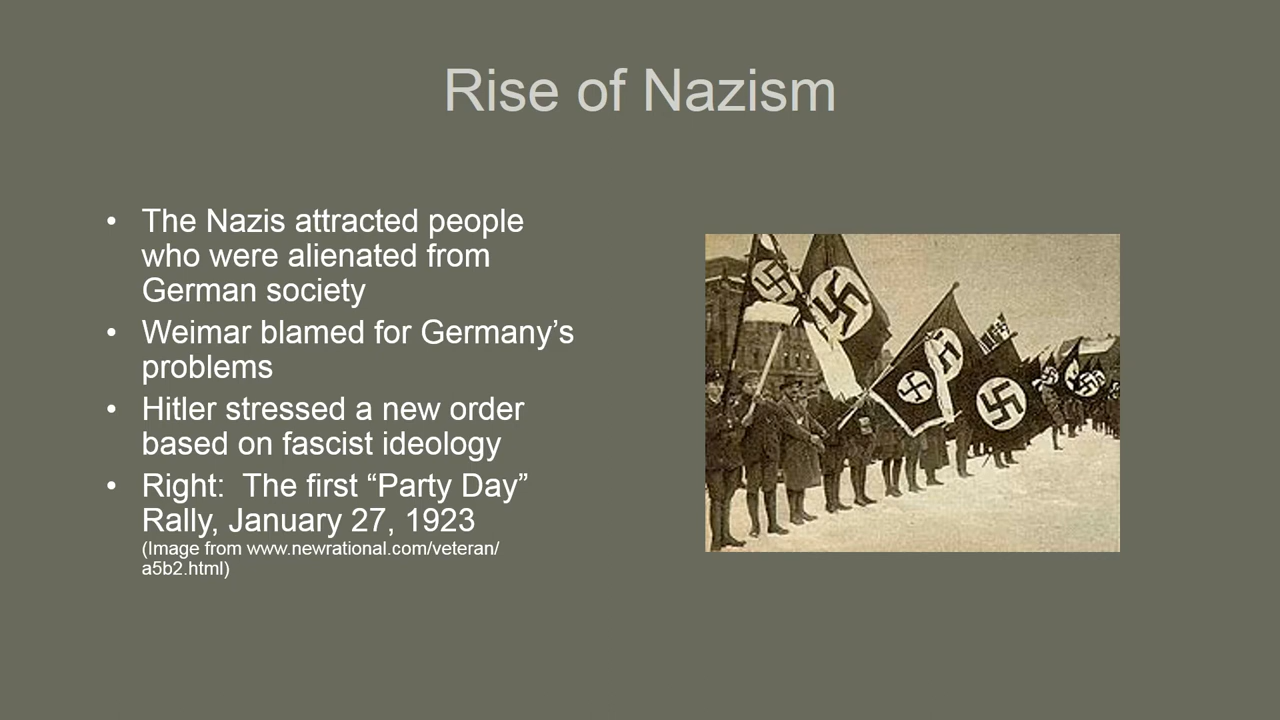 Rise of Nazism
• The Nazis attracted people
who were alienated from
German society
• Weimar blamed for Germany’s
problems
• Hitler stressed a new order
based on fascist ideology
• Right:  The first “Party Day”
Rally, January 27, 1923
(Image from www.newrational.com/veteran/
a5b2.html)